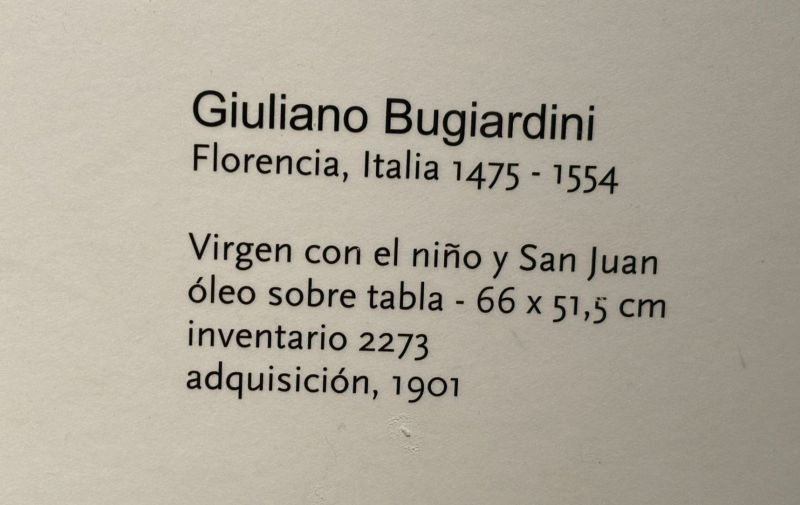 Giuliano Bugiardini
Florencia, Italia 1475 - 1554
Virgen con el niño y San Juan
óleo sobre tabla - 66 x 51,5 cm
inventario 2273
adquisición, 1901